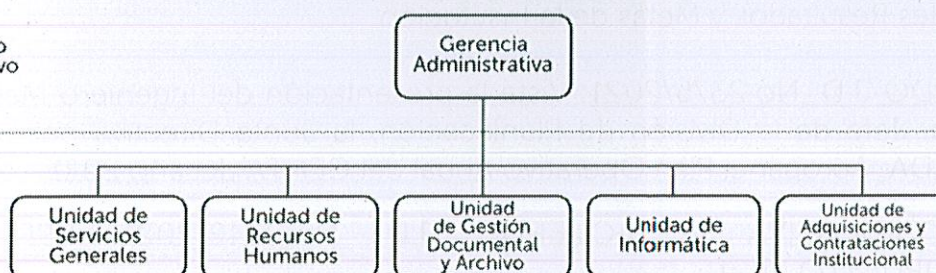 Gerencia
Administrativa
Unidad de
Servicios
Generales
Unidad de
Recursos
Humanos
Unidad
de Gestión
Documental
y Archivo
Unidad de
Informática
Unidad de
Adquisiciones y
Contrataciones
Institucional